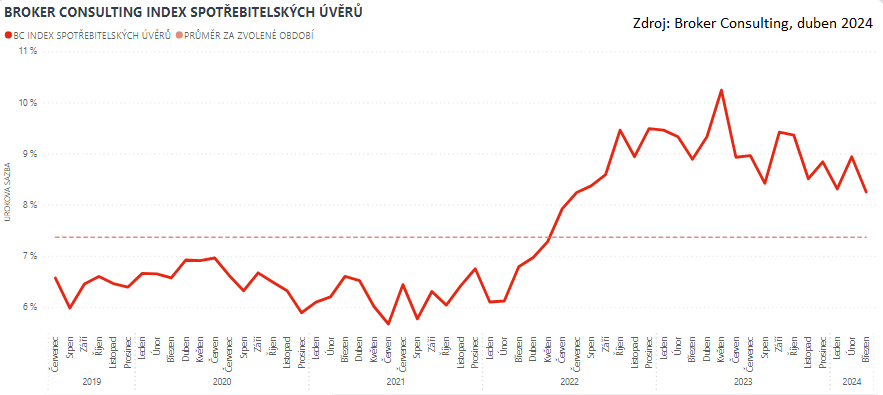 BROKER CONSULTING INDEX SPOTŘEBITELSKÝCH ÚVĚRŮ
Zdroj: Broker Consulting, duben 2024
BC INDEX SPOTŘEBITELSKÝCH ÚVĚRŮ PRŮMĚR ZA ZVOLENÉ OBDOBÍ
11 %
10 %
9 %
8 %
7 %
6 %
ÚROKOVÁ SAZBA
Červenec Srpen Září Říjen Listopad Prosinec Leden Únor Březen Duben Květen Červen Červenec Srpen Září Říjen Listopad Prosinec Leden Únor Březen Duben Květen Červen Červenec Srpen Září Říjen Listopad Prosinec Leden Únor Březen Duben Květen Červen Červenec Srpen Září Říjen Listopad Prosinec Leden Únor Březen Duben Květen Červen Červenec Srpen Září Říjen Listopad Prosinec Leden Únor Březen
2019 2020 2021 2022 2023 2024